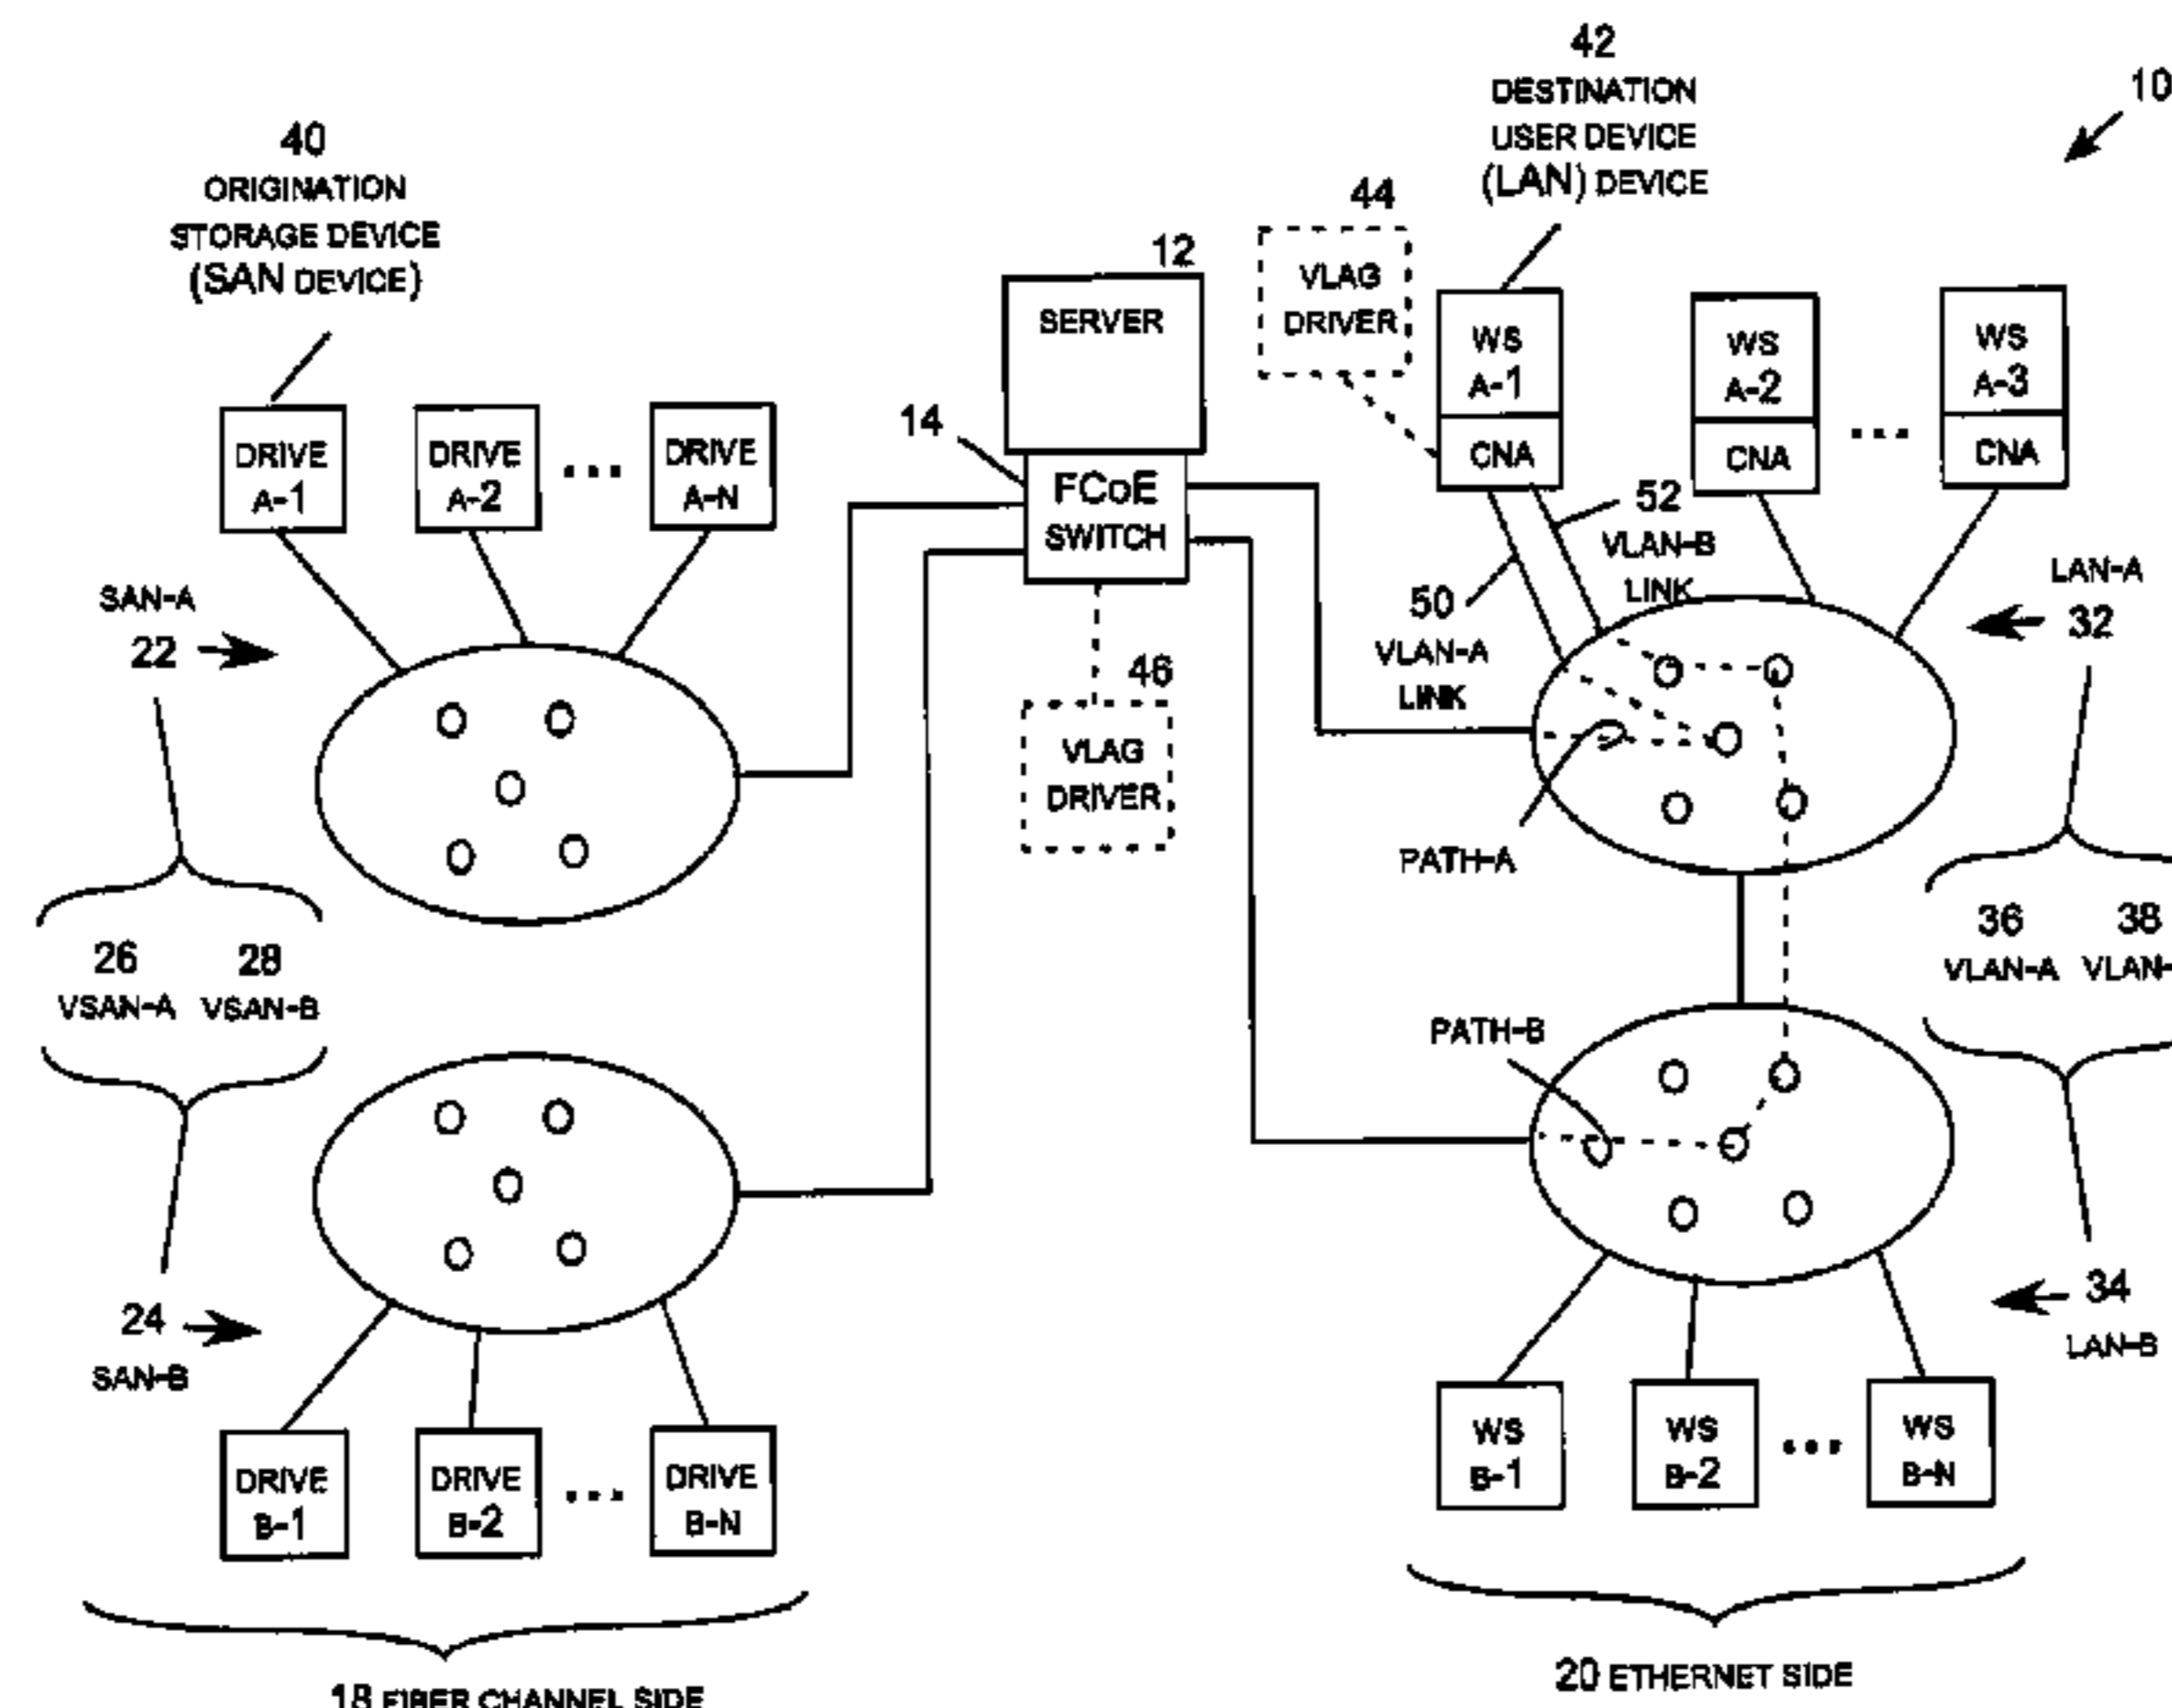 42
DESTINATION
USER DEVICE
(LAN) DEVICE
10
40
ORIGINATION
STORAGE DEVICE
(SAN DEVICE)
44
VLAG
DRIVER
12
SERVER
14
FCoE
SWITCH
46
VLAG
DRIVER
WS
A-1
CNA
WS
A-2
CNA
...
WS
A-3
CNA
DRIVE
A-1
DRIVE
A-2
...
DRIVE
A-N
52
VLAN-B
LINK
50
VLAN-A
LINK
SAN-A
22
LAN-A
32
PATH-A
26
VSAN-A
28
VSAN-B
36
VLAN-A
38
VLAN-
PATH-B
24
SAN-B
34
LAN-B
DRIVE
B-1
DRIVE
B-2
...
DRIVE
B-N
WS
B-1
WS
B-2
...
WS
B-N
18 FIBER CHANNEL SIDE
20 ETHERNET SIDE